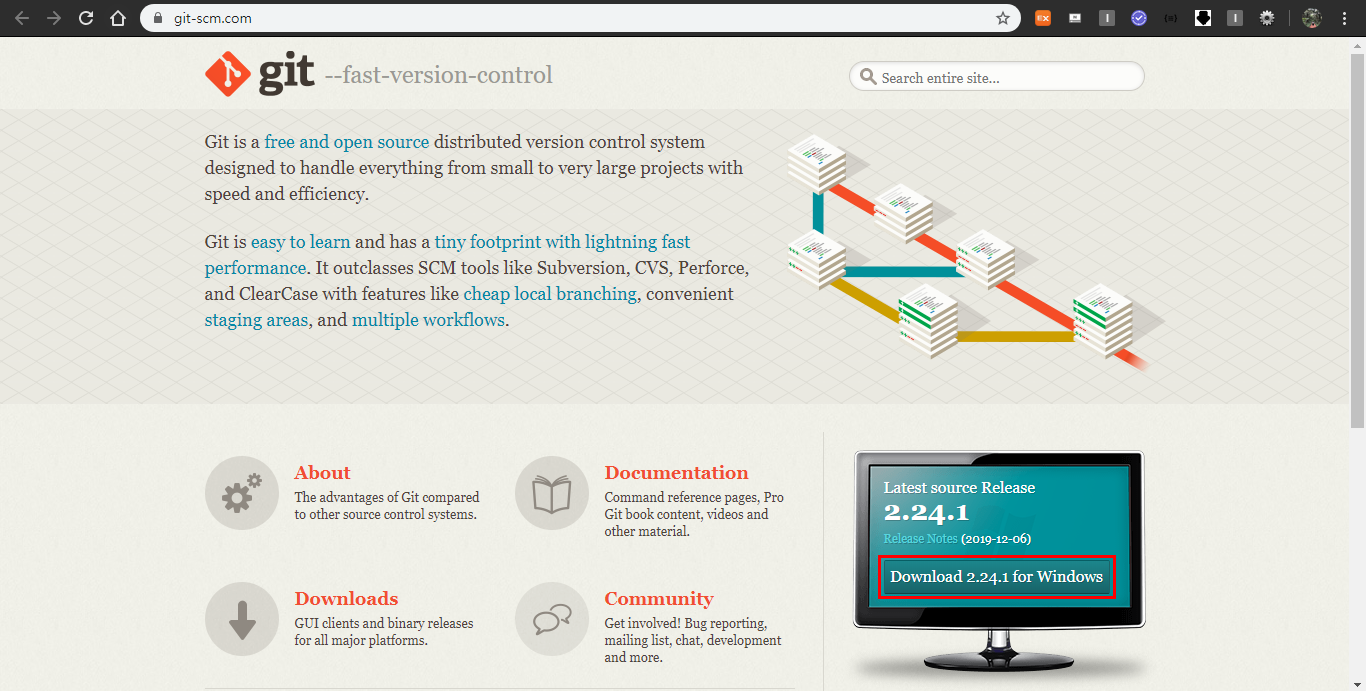 git-scm.com
git --fast-version-control
Search entire site...
Git is a free and open source distributed version control system
designed to handle everything from small to very large projects with
speed and efficiency.
Git is easy to learn and has a tiny footprint with lightning fast
performance. It outclasses SCM tools like Subversion, CVS, Perforce,
and ClearCase with features like cheap local branching, convenient
staging areas, and multiple workflows.
About
The advantages of Git compared
to other source control systems.
Documentation
Command reference pages, Pro
Git book content, videos and
other material.
Downloads
GUI clients and binary releases
for all major platforms.
Community
Get involved! Bug reporting,
mailing list, chat, development
and more.
Latest source Release
2.24.1
Release Notes (2019-12-06)
Download 2.24.1 for Windows